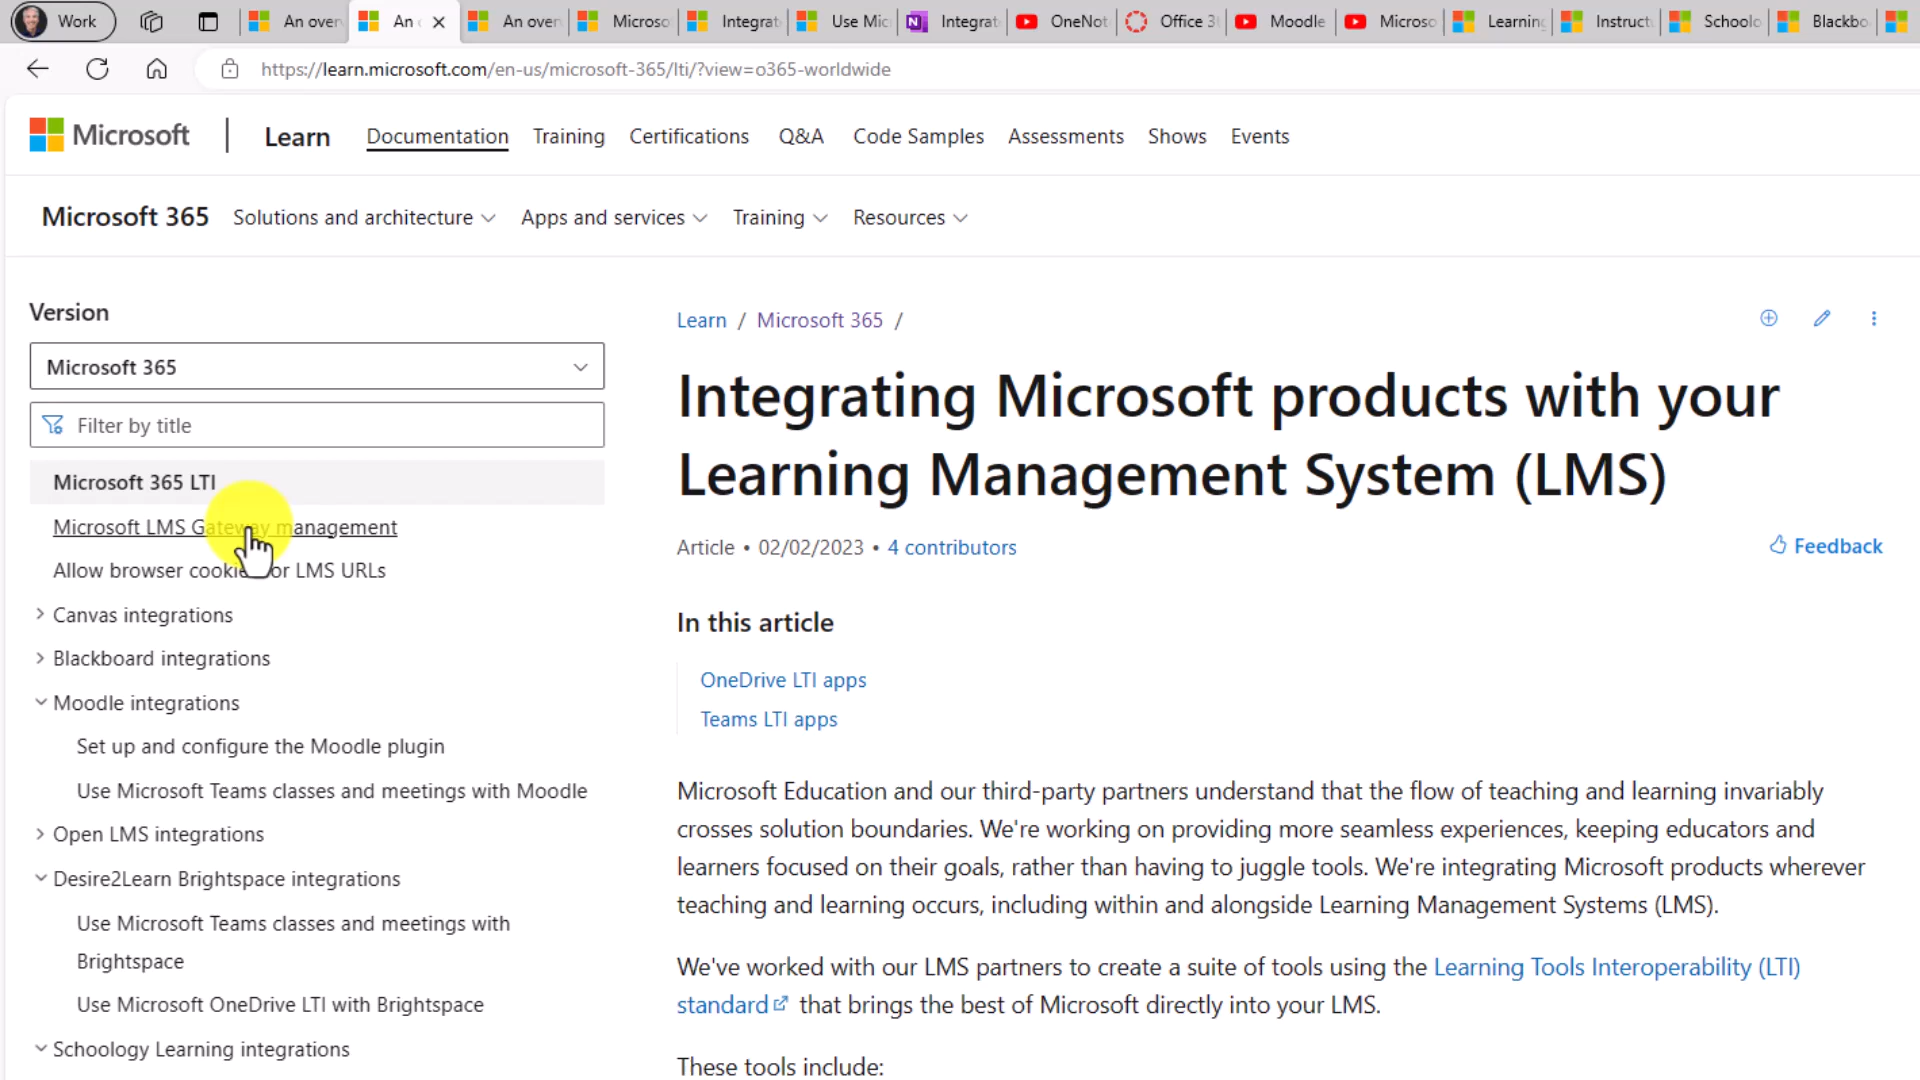 Work
An over
An o
An over
Microso
Integrat
Use Mic
Integrat
OneNot
Office 3
Moodle
Microso
Learning
Instruct
Schoolo
Blackbo
https://learn.microsoft.com/en-us/microsoft-365/lti/?view=o365-worldwide
Microsoft
Learn
Documentation
Training
Certifications
Q&A
Code Samples
Assessments
Shows
Events
Microsoft 365
Solutions and architecture
Apps and services
Training
Resources
Version
Microsoft 365
Filter by title
Microsoft 365 LTI
Microsoft LMS Gateway management
Allow browser cookies for LMS URLs
Canvas integrations
Blackboard integrations
Moodle integrations
Set up and configure the Moodle plugin
Use Microsoft Teams classes and meetings with Moodle
Open LMS integrations
Desire2Learn Brightspace integrations
Use Microsoft Teams classes and meetings with
Brightspace
Use Microsoft OneDrive LTI with Brightspace
Schoology Learning integrations
Learn / Microsoft 365 /
Integrating Microsoft products with your
Learning Management System (LMS)
Article • 02/02/2023 • 4 contributors
Feedback
In this article
OneDrive LTI apps
Teams LTI apps
Microsoft Education and our third-party partners understand that the flow of teaching and learning invariably
crosses solution boundaries. We're working on providing more seamless experiences, keeping educators and
learners focused on their goals, rather than having to juggle tools. We're integrating Microsoft products wherever
teaching and learning occurs, including within and alongside Learning Management Systems (LMS).
We've worked with our LMS partners to create a suite of tools using the Learning Tools Interoperability (LTI)
standard that brings the best of Microsoft directly into your LMS.
These tools include: